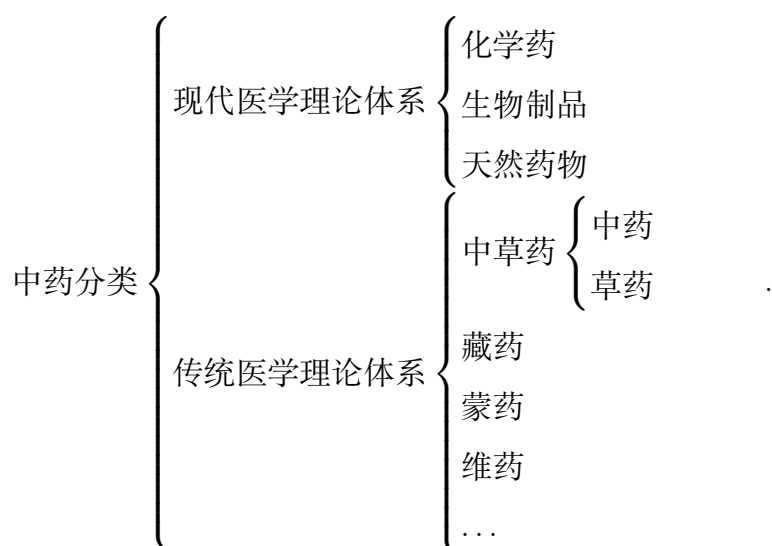 化学药
现代医学理论体系
生物制品
天然药物
中药分类
中草药
中药
草药
.
传统医学理论体系
藏药
蒙药
维药
...